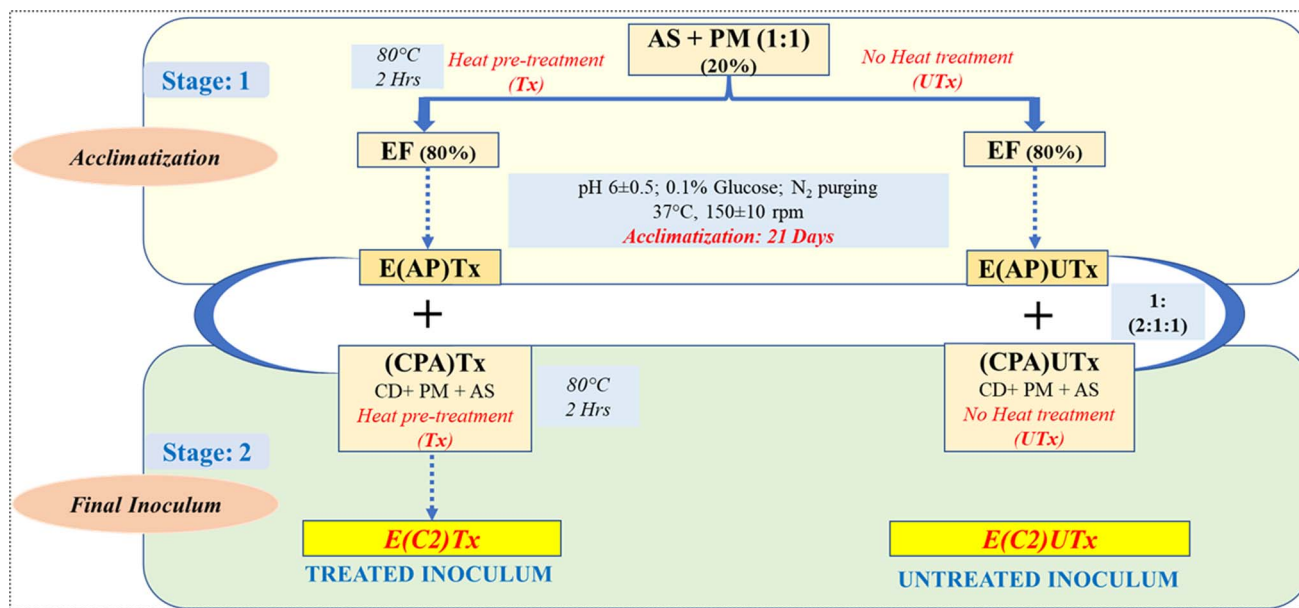 AS + PM (1:1)
(20%)
80°C
2 Hrs
Heat pre-treatment
(Tx)
No Heat treatment
(UTx)
Stage: 1
Acclimatization
EF (80%)
EF (80%)
pH 6±0.5; 0.1% Glucose; N₂ purging
37°C, 150±10 rpm
Acclimatization: 21 Days
E(AP)Tx
E(AP)UTx
+
+
1:
(2:1:1)
(CPA)Tx
CD+ PM + AS
Heat pre-treatment
(Tx)
80°C
2 Hrs
(CPA)UTx
CD+ PM + AS
No Heat treatment
(UTx)
Stage: 2
Final Inoculum
E(C2)Tx
E(C2)UTx
TREATED INOCULUM
UNTREATED INOCULUM